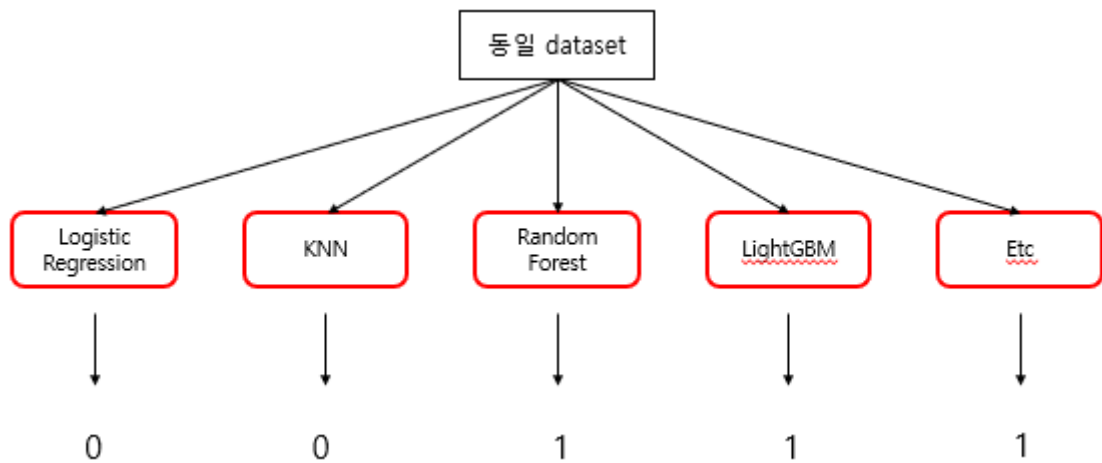 동일 dataset
Logistic
Regression
KNN
Random
Forest
LightGBM
Etc
0
0
1
1
1